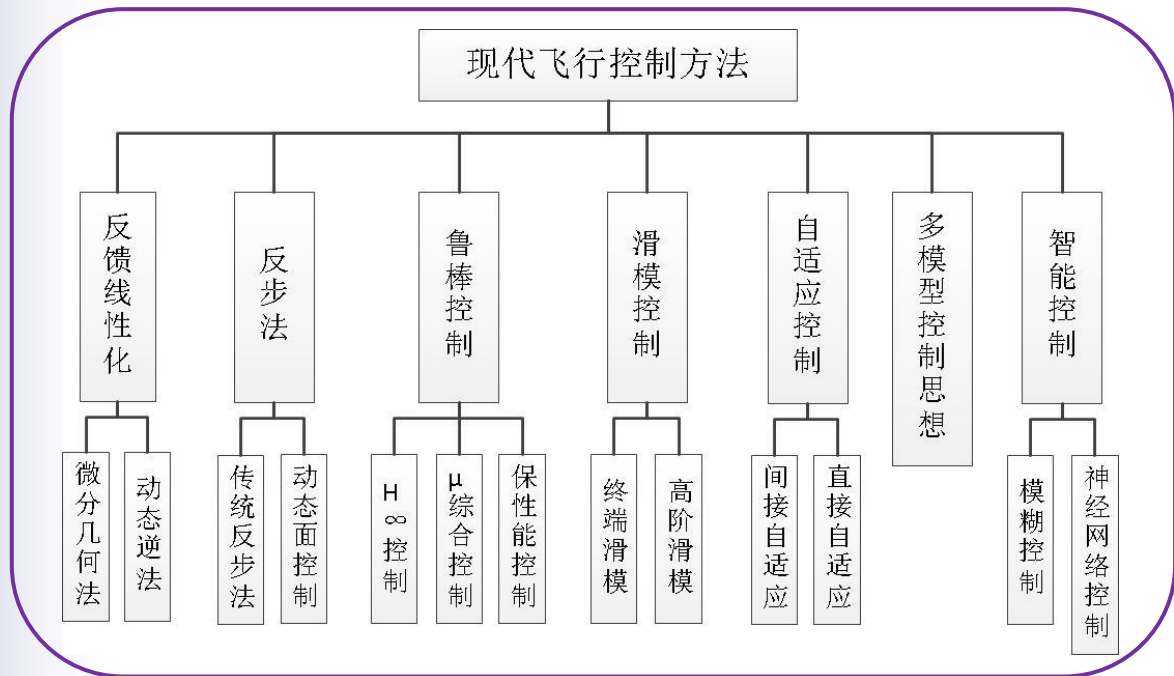 现代飞行控制方法
反馈线性化
反步法
鲁棒控制
滑模控制
自适应控制
多模型控制思想
智能控制
微分几何法
动态逆法
传统反步法
动态面控制
H∞控制
μ综合控制
保性能控制
终端滑模
高阶滑模
间接自适应
直接自适应
模糊控制
神经网络控制